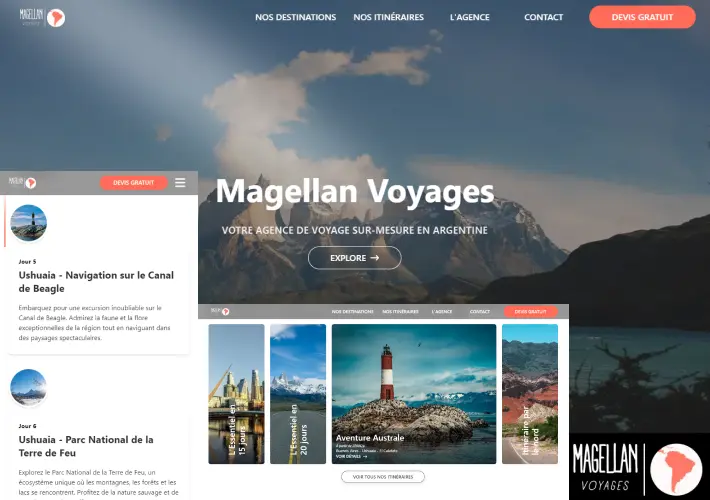 MAGELLAN
VOYAGES
NOS DESTINATIONS
NOS ITINÉRAIRES
L'AGENCE
CONTACT
DEVIS GRATUIT
Magellan Voyages
VOTRE AGENCE DE VOYAGE SUR-MESURE EN ARGENTINE
EXPLORE →
DEVIS GRATUIT
Jour 5
Ushuaia - Navigation sur le Canal
de Beagle
Embarquez pour une excursion inoubliable sur le
Canal de Beagle. Admirez la faune et la flore
exceptionnelles de la région tout en naviguant dans
des paysages spectaculaires.
Jour 6
Ushuaia - Parc National de la
Terre de Feu
Explorez le Parc National de la Terre de Feu, un
écosystème unique où les montagnes, les forêts et les
lacs se rencontrent. Profitez de la nature sauvage et de
NOS DESTINATIONS
NOS ITINÉRAIRES
L'AGENCE
CONTACT
DEVIS GRATUIT
L'Essentiel en
15 jours
L'Essentiel en
20 jours
Aventure Australe
Buenos Aires - Ushuaia - El Calafate
VOIR DÉTAILS →
Itinéraire par
le nord
VOIR TOUS NOS ITINÉRAIRES
MAGELLAN
VOYAGES